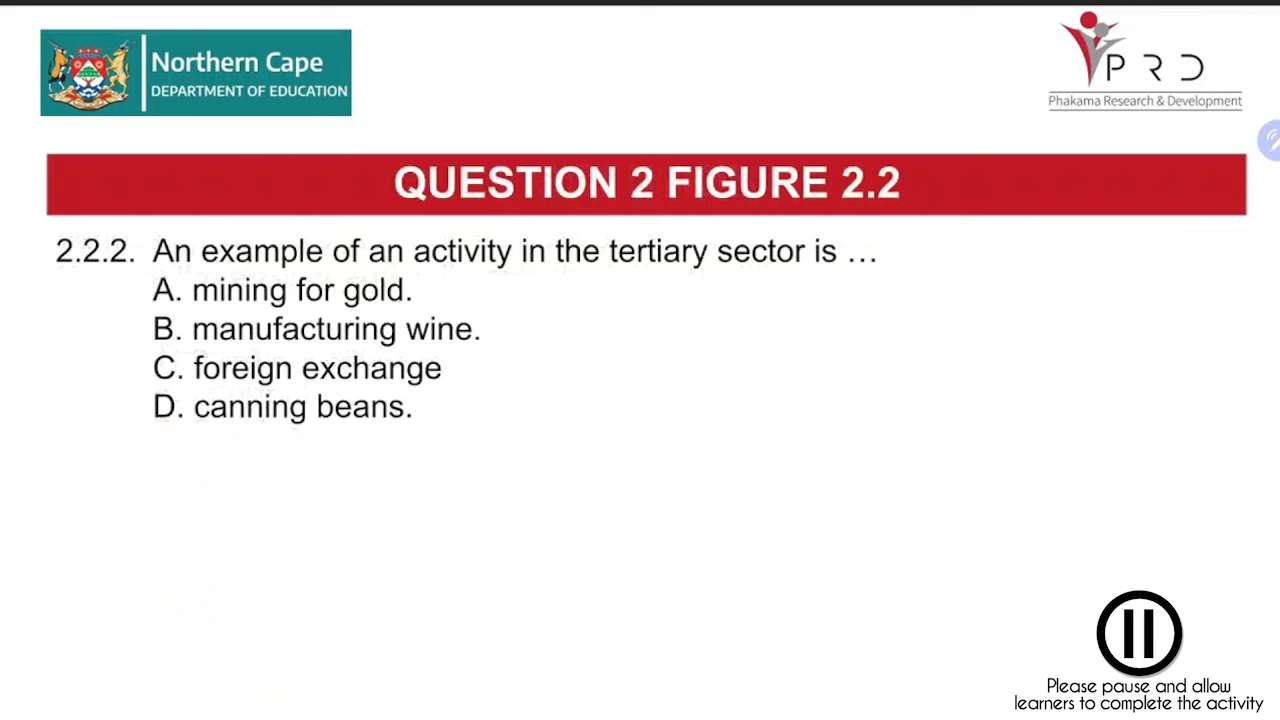 Northern Cape
DEPARTMENT OF EDUCATION
P R D
Phakama Research & Development
QUESTION 2 FIGURE 2.2
2.2.2. An example of an activity in the tertiary sector is …
A. mining for gold.
B. manufacturing wine.
C. foreign exchange
D. canning beans.
Please pause and allow
learners to complete the activity